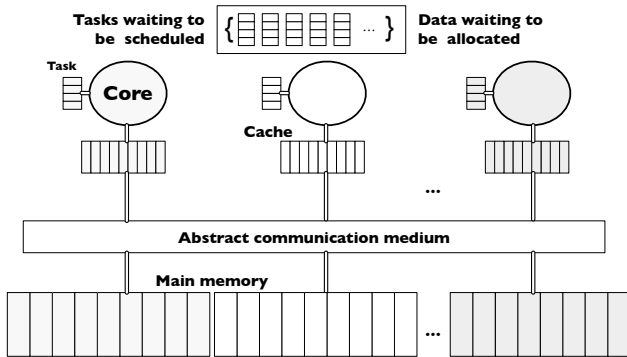 Tasks waiting to
be scheduled
{ ... }
Data waiting to
be allocated
Task
Core
Cache
...
Abstract communication medium
Main memory
...